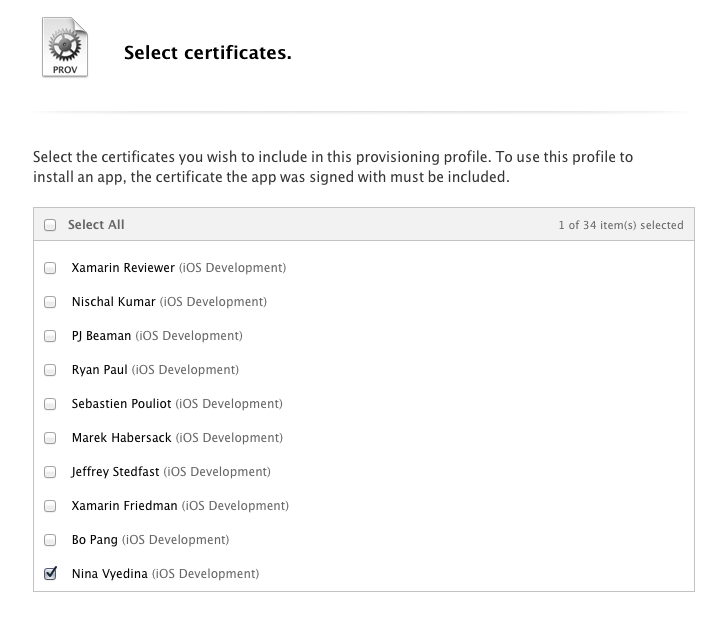 PROV
Select certificates.
Select the certificates you wish to include in this provisioning profile. To use this profile to
install an app, the certificate the app was signed with must be included.
Select All 1 of 34 item(s) selected
Xamarin Reviewer (iOS Development)
Nischal Kumar (iOS Development)
PJ Beaman (iOS Development)
Ryan Paul (iOS Development)
Sebastien Pouliot (iOS Development)
Marek Habersack (iOS Development)
Jeffrey Stedfast (iOS Development)
Xamarin Friedman (iOS Development)
Bo Pang (iOS Development)
Nina Vyedina (iOS Development)